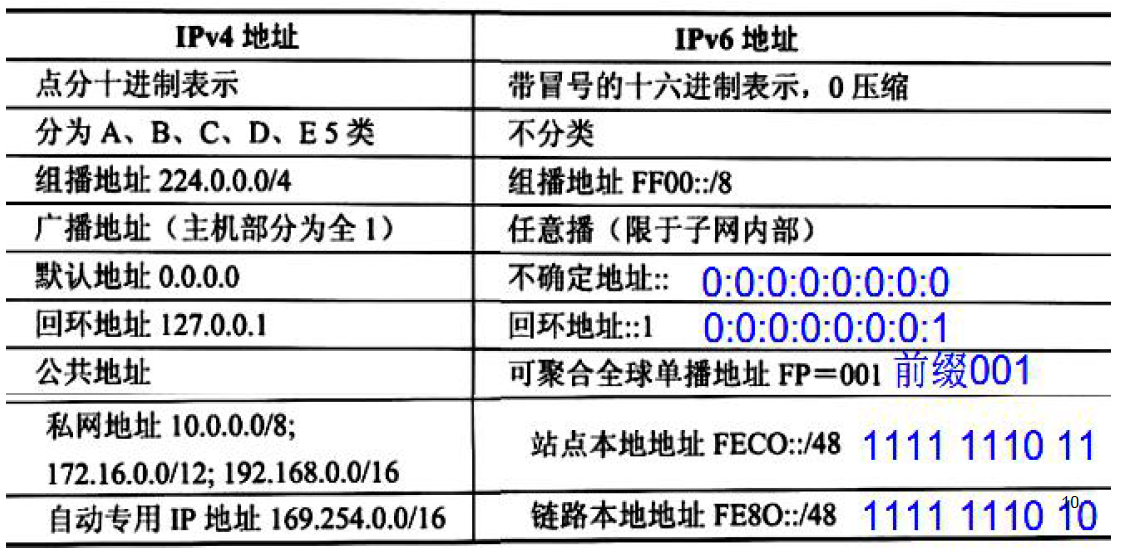 IPv4 地址 IPv6 地址
点分十进制表示 带冒号的十六进制表示，0 压缩
分为 A、B、C、D、E 5 类 不分类
组播地址 224.0.0.0/4 组播地址 FF00::/8
广播地址（主机部分为全 1） 任意播（限于子网内部）
默认地址 0.0.0.0 不确定地址:: 0:0:0:0:0:0:0:0
回环地址 127.0.0.1 回环地址::1 0:0:0:0:0:0:0:1
公共地址 可聚合全球单播地址 FP＝001 前缀001
私网地址 10.0.0.0/8;
172.16.0.0/12; 192.168.0.0/16
站点本地地址 FECO::/48 1111 1110 11
自动专用 IP 地址 169.254.0.0/16 链路本地地址 FE8O::/48 1111 1110 10
10